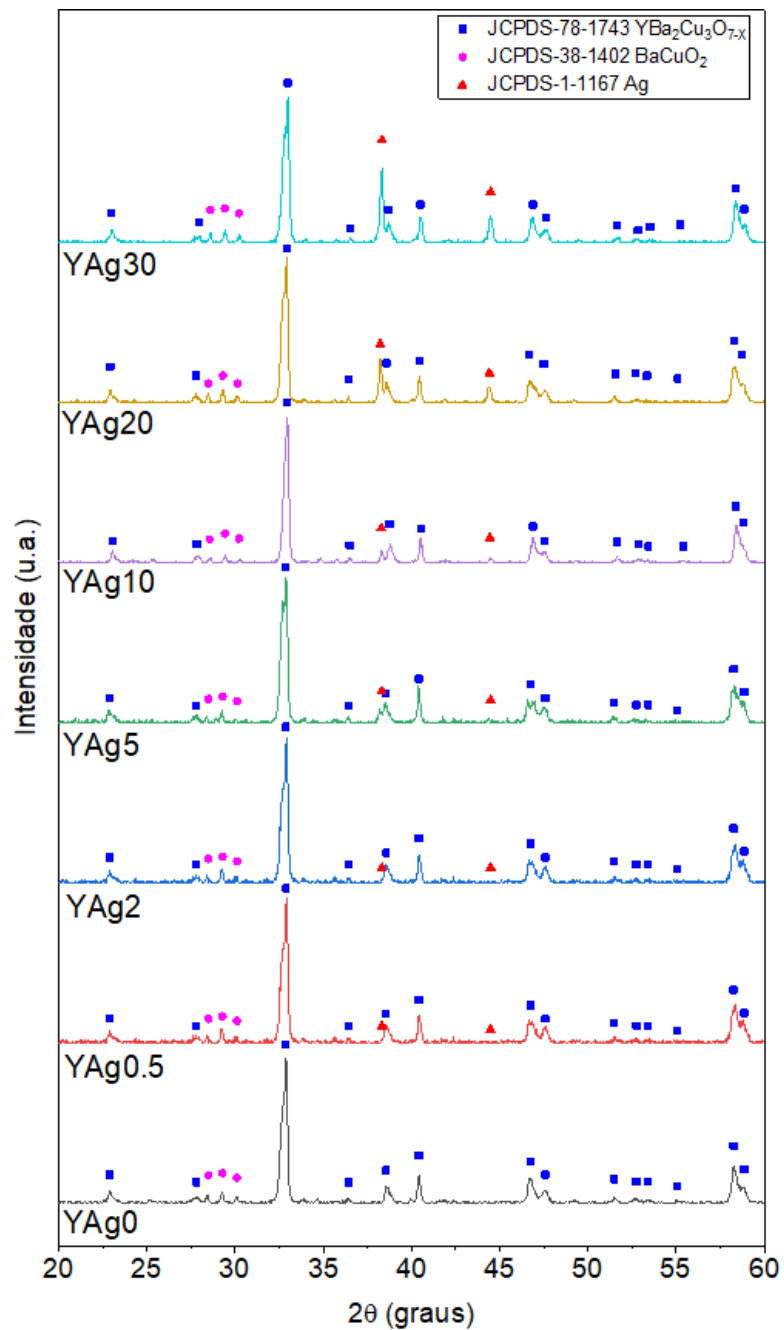 JCPDS-78-1743 YBa₂Cu₃O₇₋ₓ
JCPDS-38-1402 BaCuO₂
JCPDS-1-1167 Ag
YAg30
YAg20
YAg10
YAg5
YAg2
YAg0.5
YAg0
Intensidade (u.a.)
20 25 30 35 40 45 50 55 60
2θ (graus)